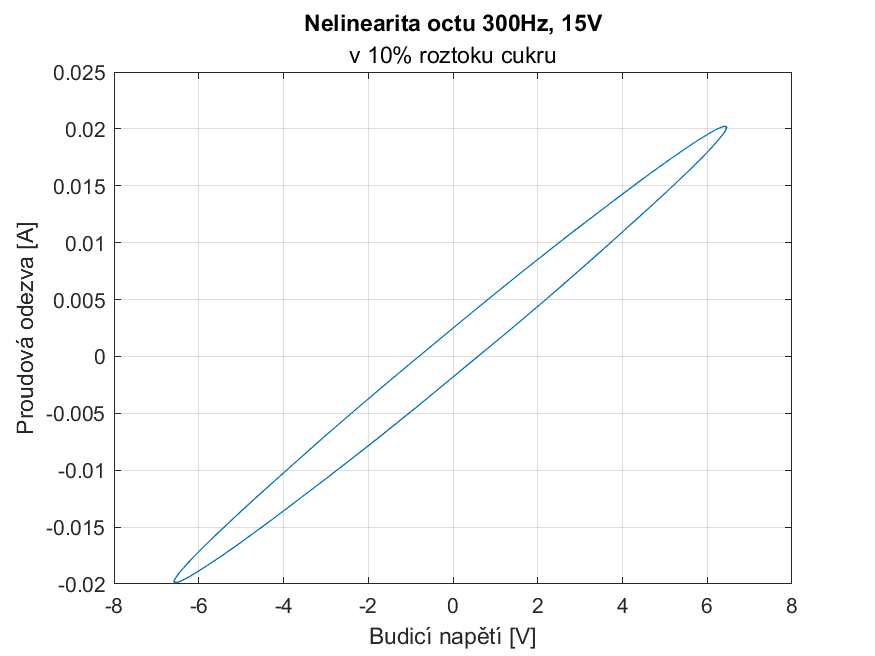 Nelinearita octu 300Hz, 15V
v 10% roztoku cukru
0.025
0.02
0.015
0.01
0.005
0
-0.005
-0.01
-0.015
-0.02
Proudová odezva [A]
-8 -6 -4 -2 0 2 4 6 8
Budicí napětí [V]